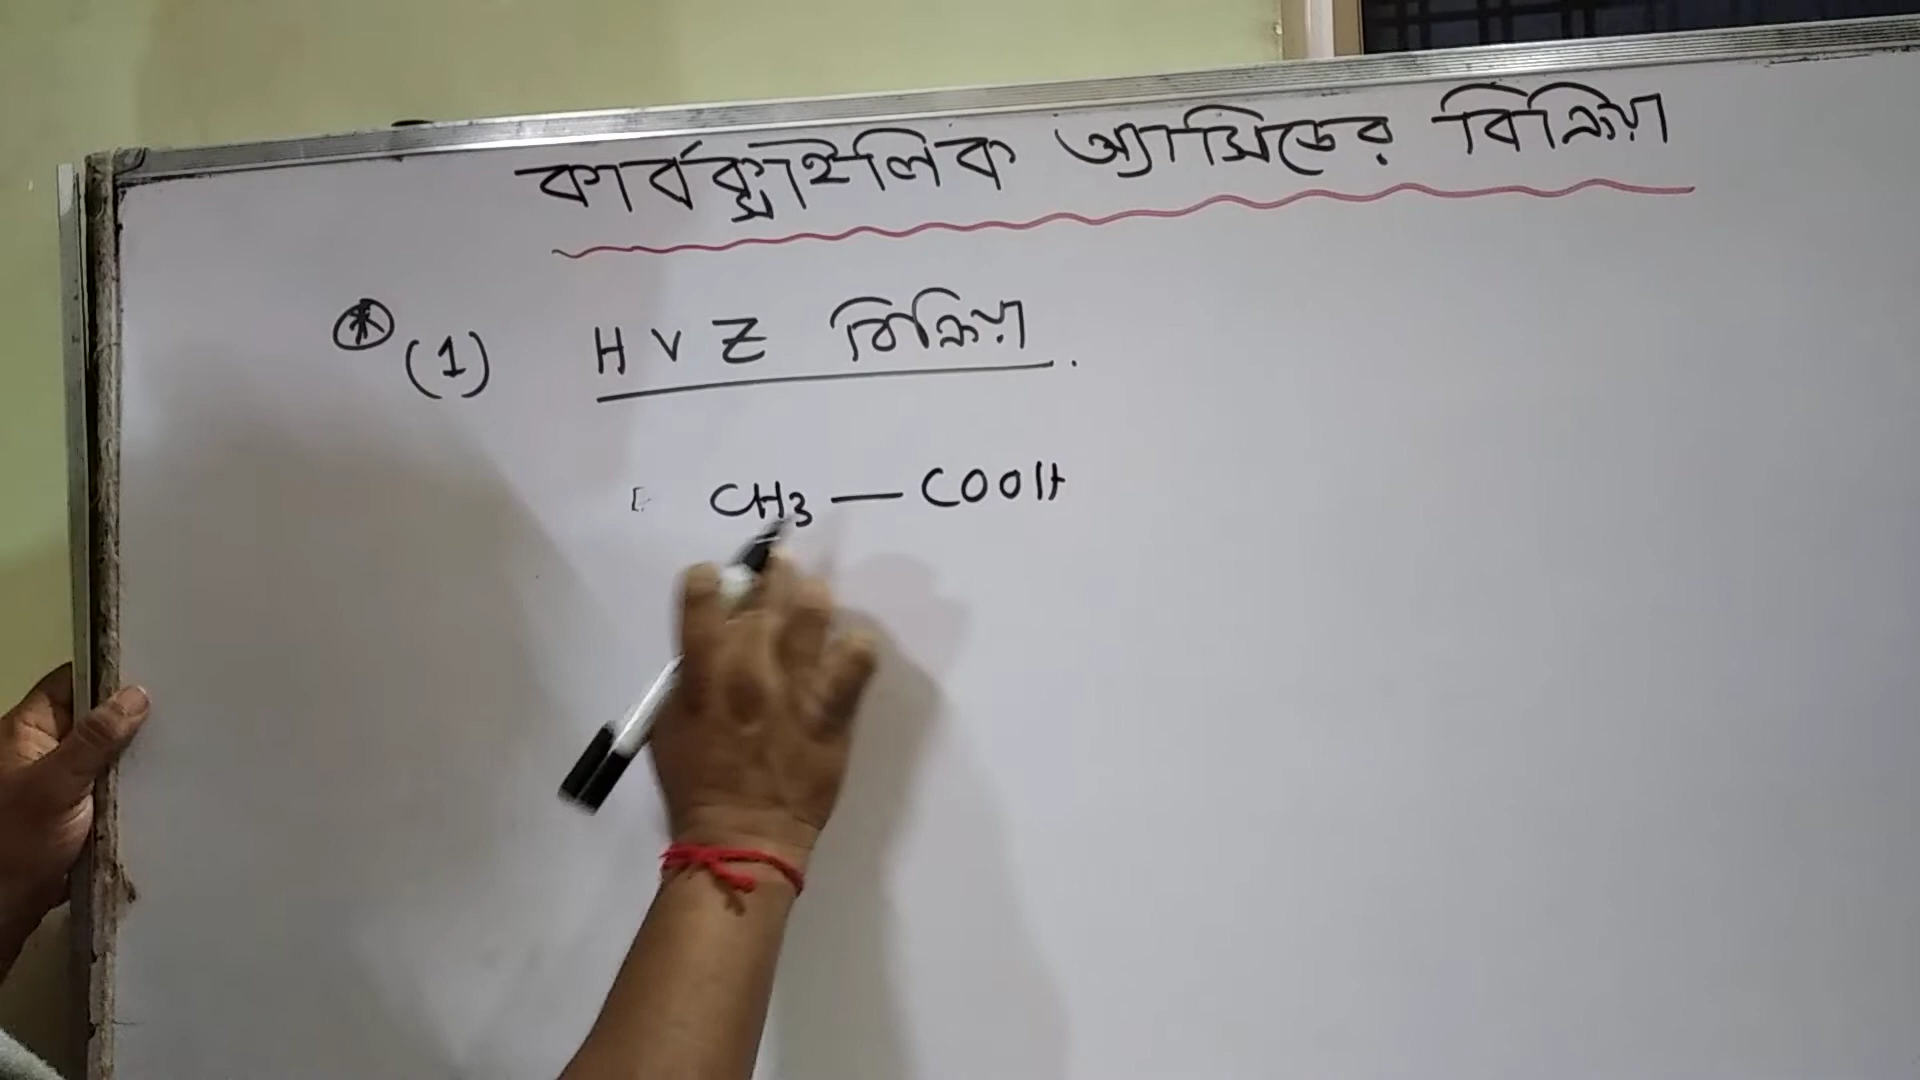 কার্বক্সাইলিক অ্যাসিডের বিক্রিয়া
* (1) HVZ বিক্রিয়া.
CH3 — COOH